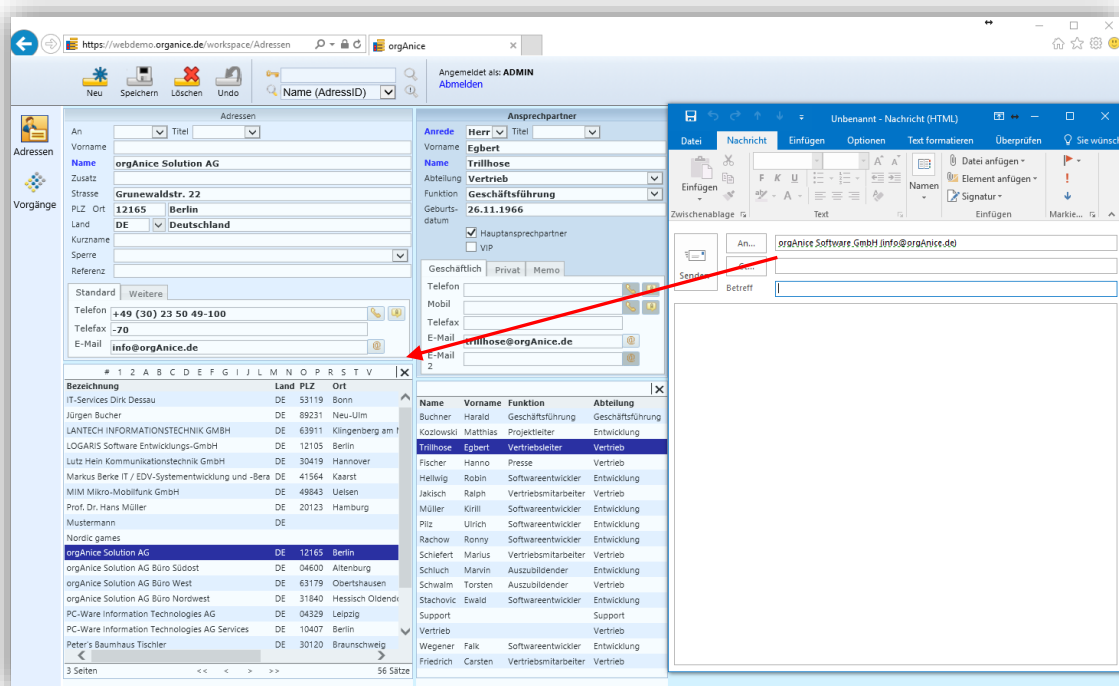 https://webdemo.organice.de/workspace/Adressen
orgAnice
Neu Speichern Löschen Undo
Name (AdressID)
Angemeldet als: ADMIN
Abmelden
Adressen
Vorgänge
Adressen
An Titel
Vorname
Name orgAnice Solution AG
Zusatz
Strasse Grunewaldstr. 22
PLZ Ort 12165 Berlin
Land DE Deutschland
Kurzname
Sperre
Referenz
Standard Weitere
Telefon +49 (30) 23 50 49-100
Telefax -70
E-Mail info@orgAnice.de
# 1 2 A B C D E F G I J L M N O P R S T V
Bezeichnung Land PLZ Ort
IT-Services Dirk Dessau DE 53119 Bonn
Jürgen Bucher DE 89231 Neu-Ulm
LANTECH INFORMATIONSTECHNIK GMBH DE 63911 Klingenberg am
LOGARIS Software Entwicklungs-GmbH DE 12105 Berlin
Lutz Hein Kommunikationstechnik GmbH DE 30419 Hannover
Markus Berke IT / EDV-Systementwicklung und -Bera DE 41564 Kaarst
MIM Mikro-Mobilfunk GmbH DE 49843 Uelsen
Prof. Dr. Hans Müller DE 20123 Hamburg
Mustermann DE
Nordic games
orgAnice Solution AG DE 12165 Berlin
orgAnice Solution AG Büro Südost DE 04600 Altenburg
orgAnice Solution AG Büro West DE 63179 Obertshausen
orgAnice Solution AG Büro Nordwest DE 31840 Hessisch Oldend
PC-Ware Information Technologies AG DE 04329 Leipzig
PC-Ware Information Technologies AG Services DE 10407 Berlin
Peter's Baumhaus Tischler DE 30120 Braunschweig
3 Seiten << < > >> 56 Sätze
Ansprechpartner
Anrede Herr Titel
Vorname Egbert
Name Trillhose
Abteilung Vertrieb
Funktion Geschäftsführung
Geburts-datum 26.11.1966
Hauptansprechpartner
VIP
Geschäftlich Privat Memo
Telefon
Mobil
Telefax
E-Mail trillhose@orgAnice.de
E-Mail 2
Name Vorname Funktion Abteilung
Buchner Harald Geschäftsführung Geschäftsführung
Kozlowski Matthias Projektleiter Entwicklung
Trillhose Egbert Vertriebsleiter Vertrieb
Fischer Hanno Presse Vertrieb
Hellwig Robin Softwareentwickler Entwicklung
Jakisch Ralph Vertriebsmitarbeiter Vertrieb
Müller Kirill Softwareentwickler Entwicklung
Pilz Ulrich Softwareentwickler Entwicklung
Rachow Ronny Softwareentwickler Entwicklung
Schiefert Marius Vertriebsmitarbeiter Vertrieb
Schluch Marvin Auszubildender Entwicklung
Schwalm Torsten Auszubildender Vertrieb
Stachovic Ewald Softwareentwickler Entwicklung
Support Support
Vertrieb Vertrieb
Wegener Falk Softwareentwickler Entwicklung
Friedrich Carsten Vertriebsmitarbeiter Vertrieb
Unbenannt - Nachricht (HTML)
Datei Nachricht Einfügen Optionen Text formatieren Überprüfen Sie wünsch
Einfügen
F K U
A A
Namen
Datei anfügen
Element anfügen
Signatur
Zwischenablage Text Einfügen Markie...
Senden
An... orgAnice Software GmbH (info@orgAnice.de)
Betreff